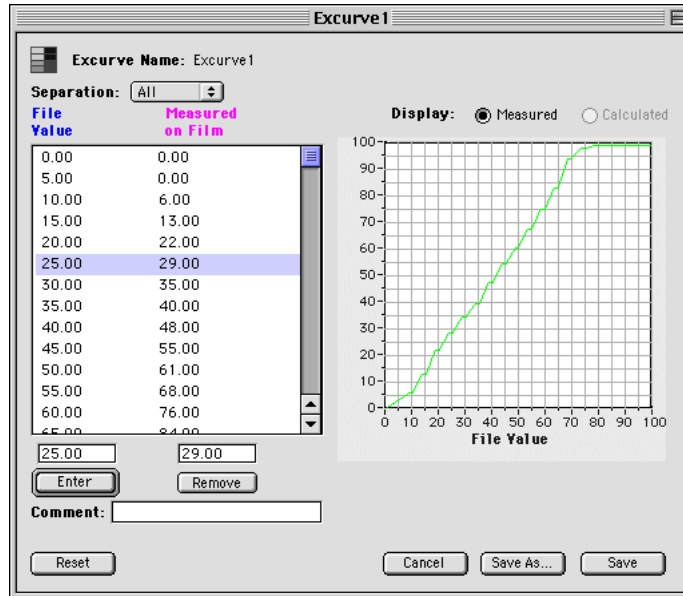 Excurve1
Excurve Name: Excurve1
Separation: All
File Value
Measured on Film
0.00 0.00
5.00 0.00
10.00 6.00
15.00 13.00
20.00 22.00
25.00 29.00
30.00 35.00
35.00 40.00
40.00 48.00
45.00 55.00
50.00 61.00
55.00 68.00
60.00 76.00
65.00 84.00
25.00 29.00
Enter Remove
Comment:
Display: Measured Calculated
100
90
80
70
60
50
40
30
20
10
0
0 10 20 30 40 50 60 70 80 90 100
File Value
Reset Cancel Save As... Save